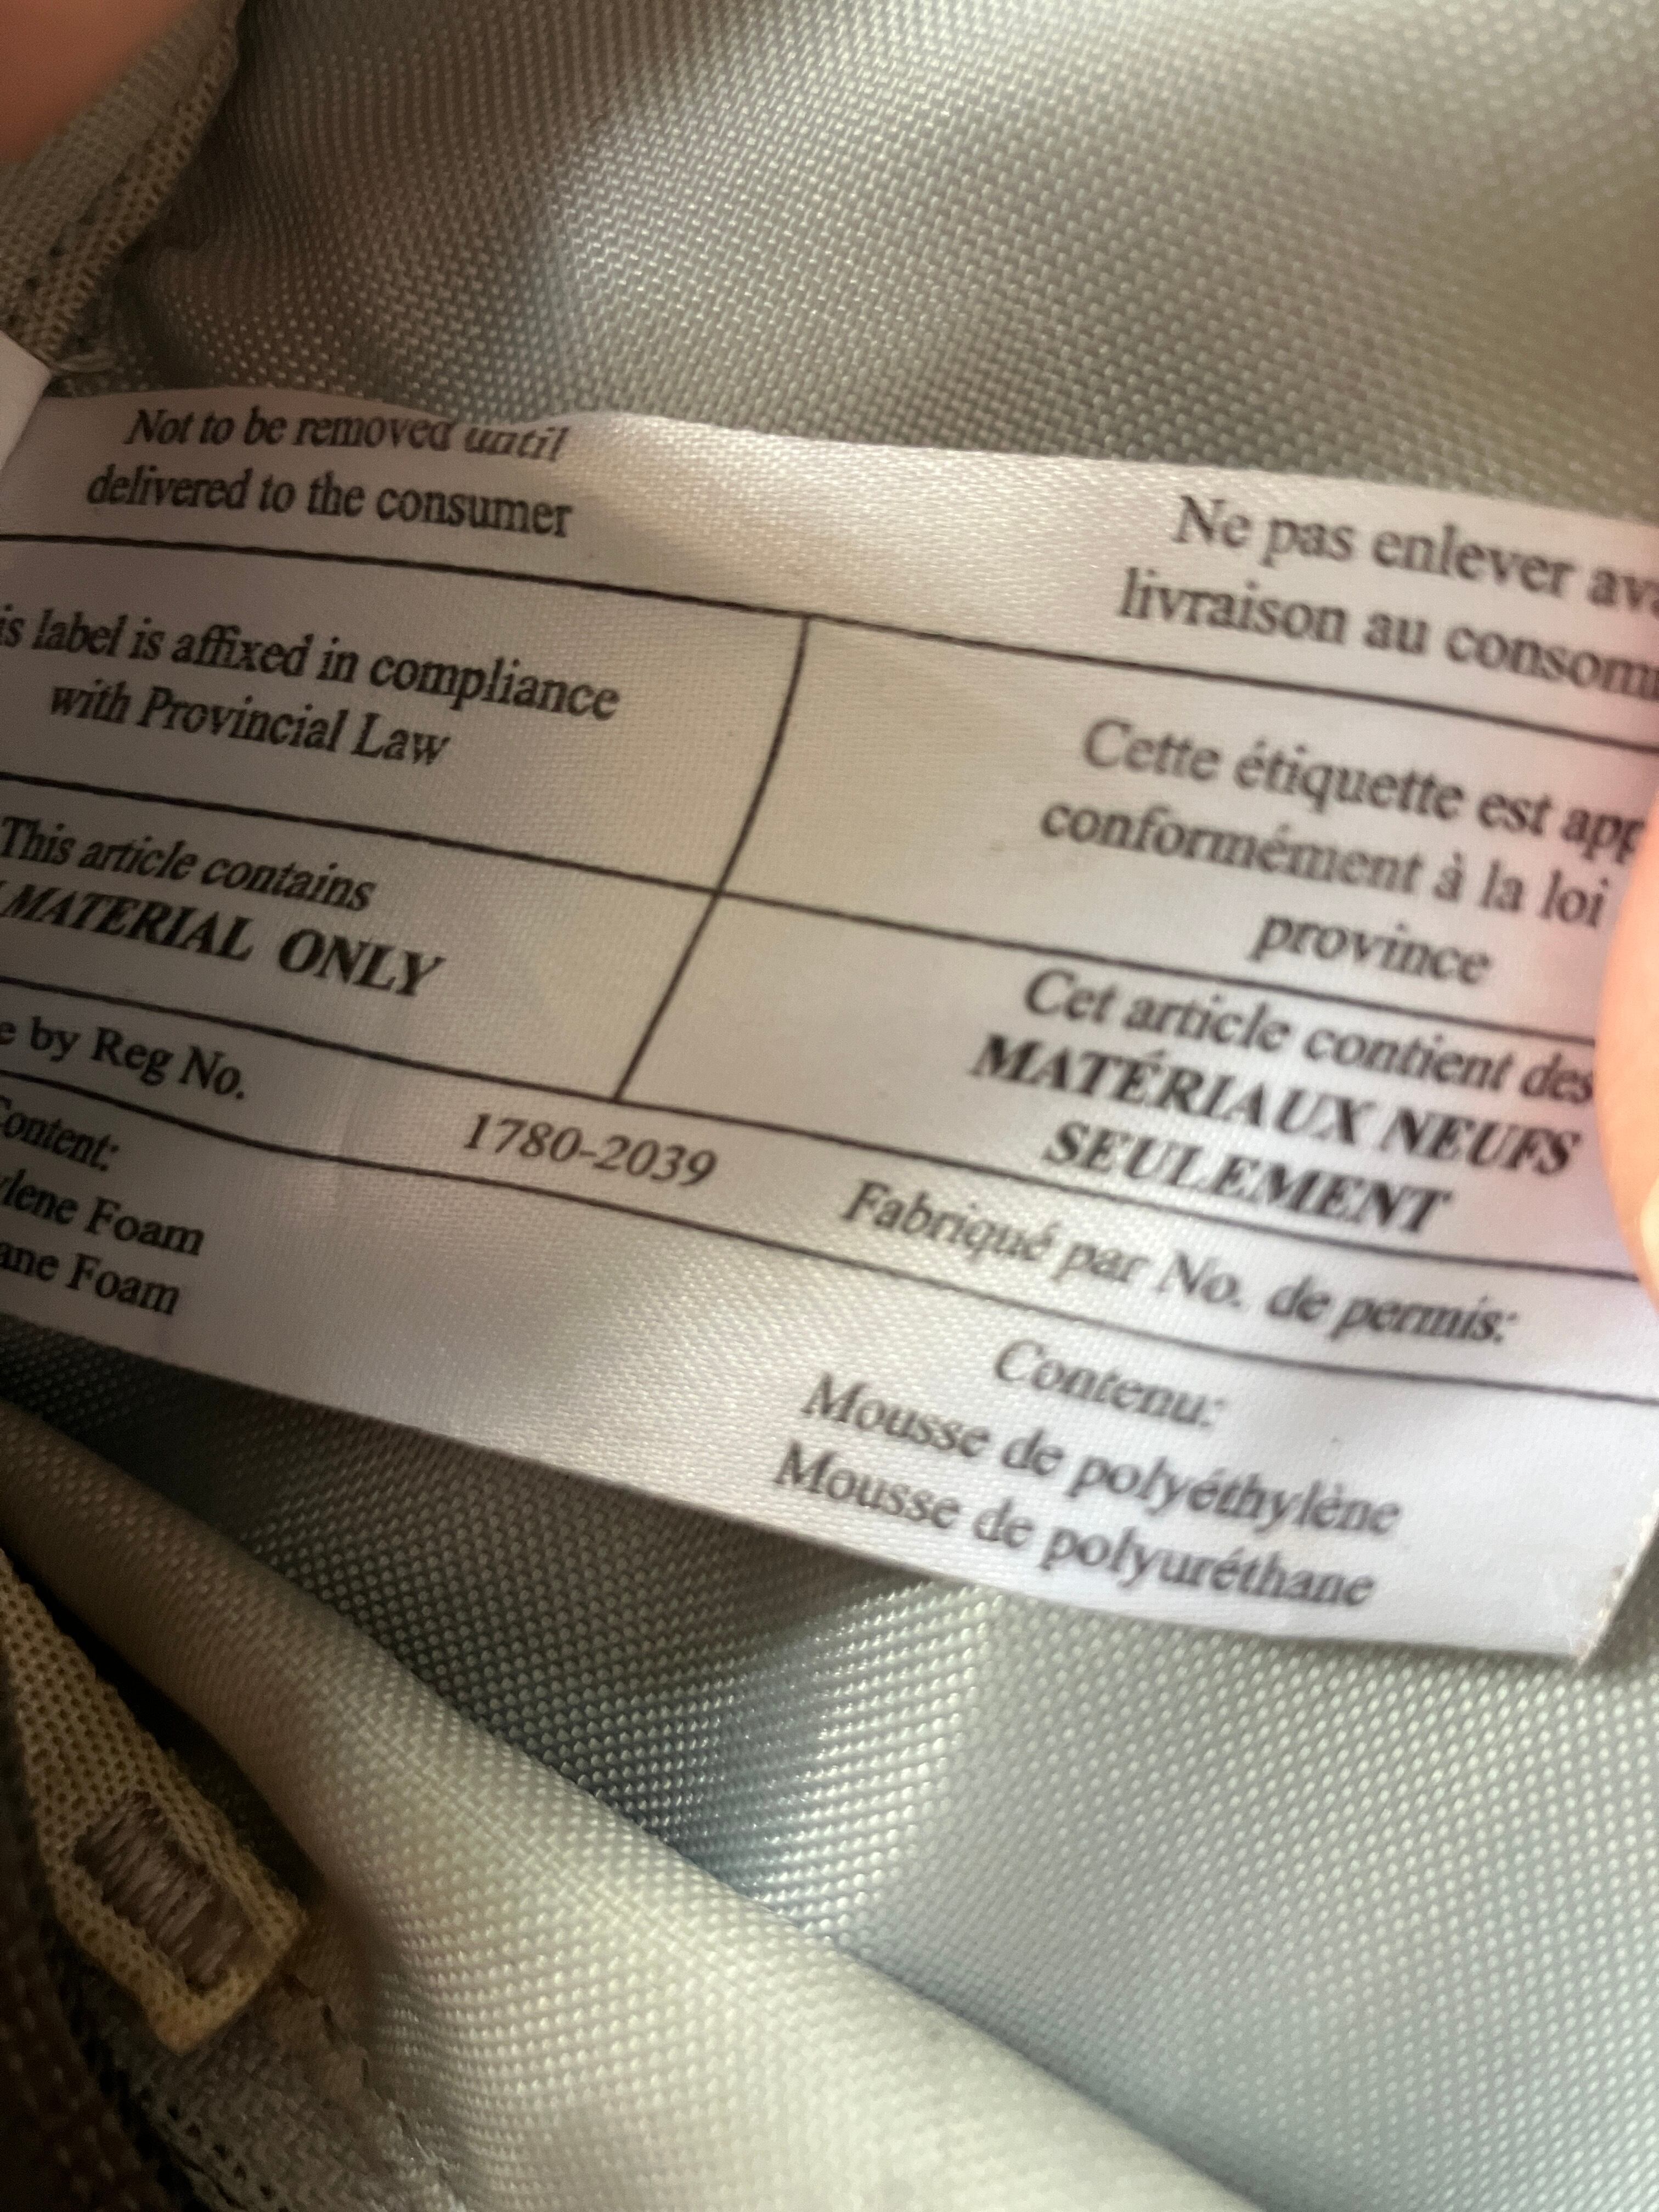 Not to be removed until
delivered to the consumer
Ne pas enlever
livraison au
label is affixed in compliance
with Provincial Law
Cette étiquette est
conformément à la loi
province
This article contains
MATERIAL ONLY
Cet article contient des
MATÉRIAUX NEUFS
SEULEMENT
by Reg No.
1780-2039
Fabriqué par No. de permis:
Content:
Foam
Foam
Contenu:
Mousse de polyéthylène
Mousse de polyuréthane